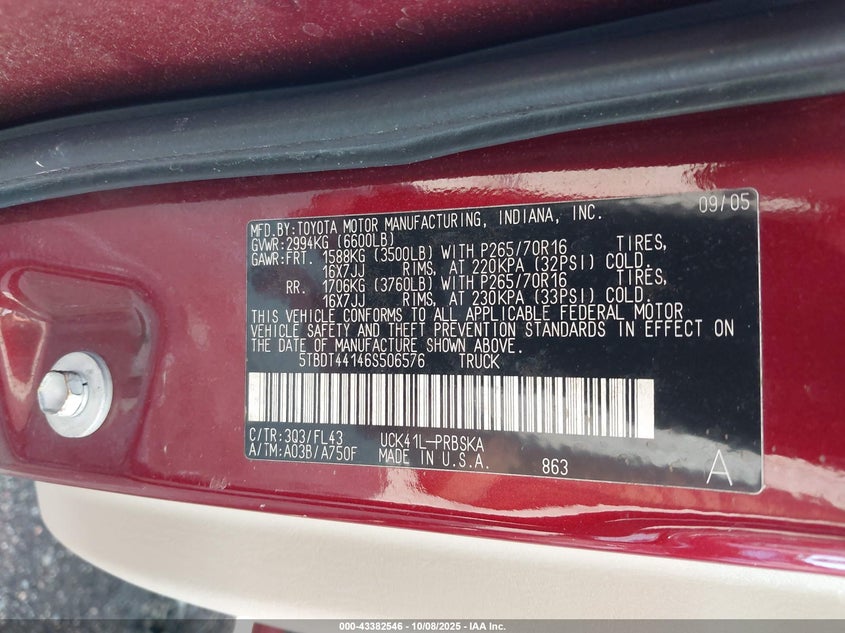 09/05
MFD.BY:TOYOTA MOTOR MANUFACTURING, INDIANA, INC.
GVWR:2994KG (6600LB)
GAWR:FRT. 1588KG (3500LB) WITH P265/70R16 TIRES,
16X7JJ RIMS, AT 220KPA (32PSI) COLD.
RR. 1706KG (3760LB) WITH P265/70R16 TIRES,
16X7JJ RIMS, AT 230KPA (33PSI) COLD.
THIS VEHICLE CONFORMS TO ALL APPLICABLE FEDERAL MOTOR
VEHICLE SAFETY AND THEFT PREVENTION STANDARDS IN EFFECT ON
THE DATE OF MANUFACTURE SHOWN ABOVE.
5TBDT44146S506576 TRUCK
C/TR:3Q3/FL43 UCK41L-PRBSKA
A/TM:A03B/A750F MADE IN U.S.A. 863 A
000-43382546 - 10/08/2025 - IAA Inc.